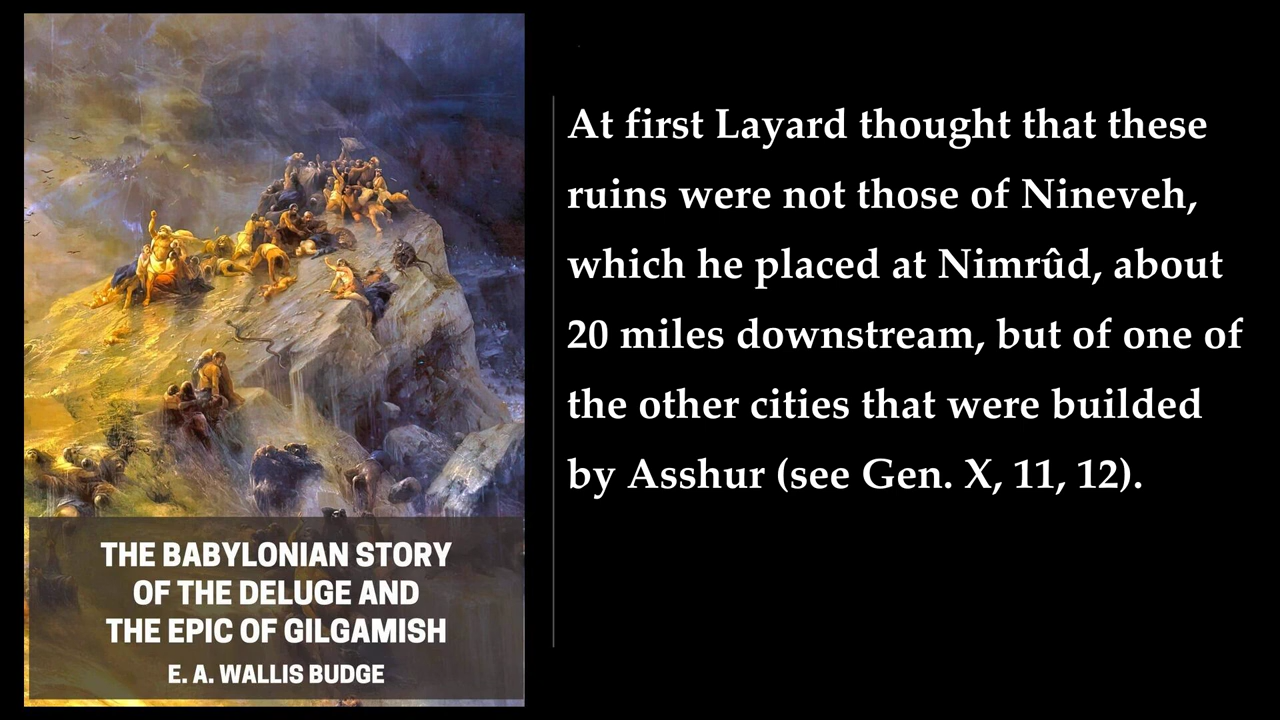 THE BABYLONIAN STORY
OF THE DELUGE AND
THE EPIC OF GILGAMISH
E. A. WALLIS BUDGE
At first Layard thought that these
ruins were not those of Nineveh,
which he placed at Nimrûd, about
20 miles downstream, but of one of
the other cities that were builded
by Asshur (see Gen. X, 11, 12).